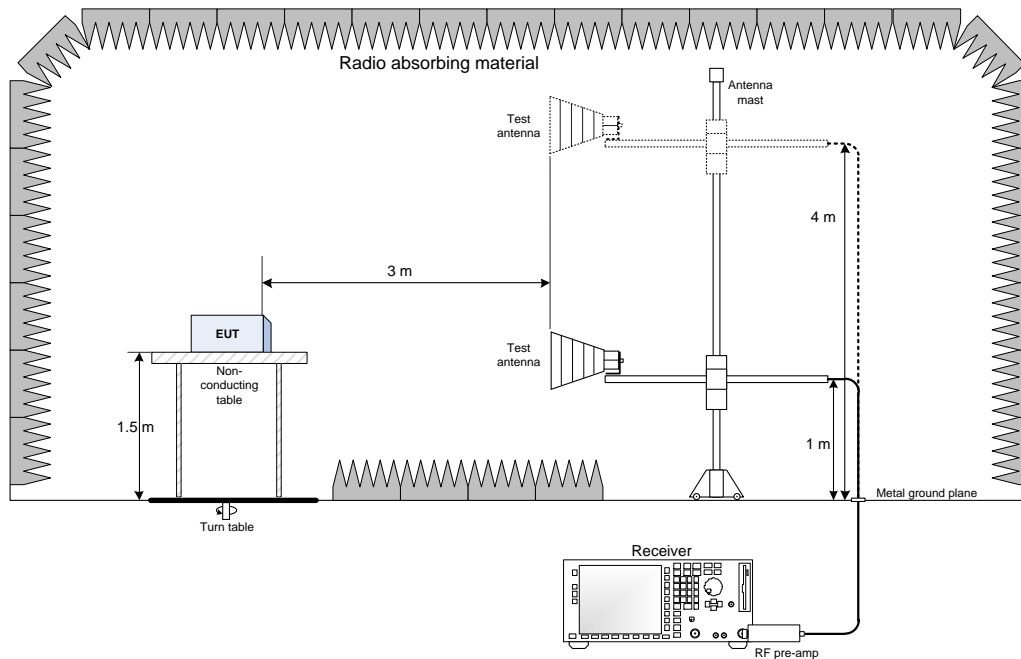 Radio absorbing material
Antenna
mast
Test
antenna
4 m
3 m
EUT
Test
antenna
Non-
conducting
table
1.5 m
1 m
Metal ground plane
Turn table
Receiver
RF pre-amp